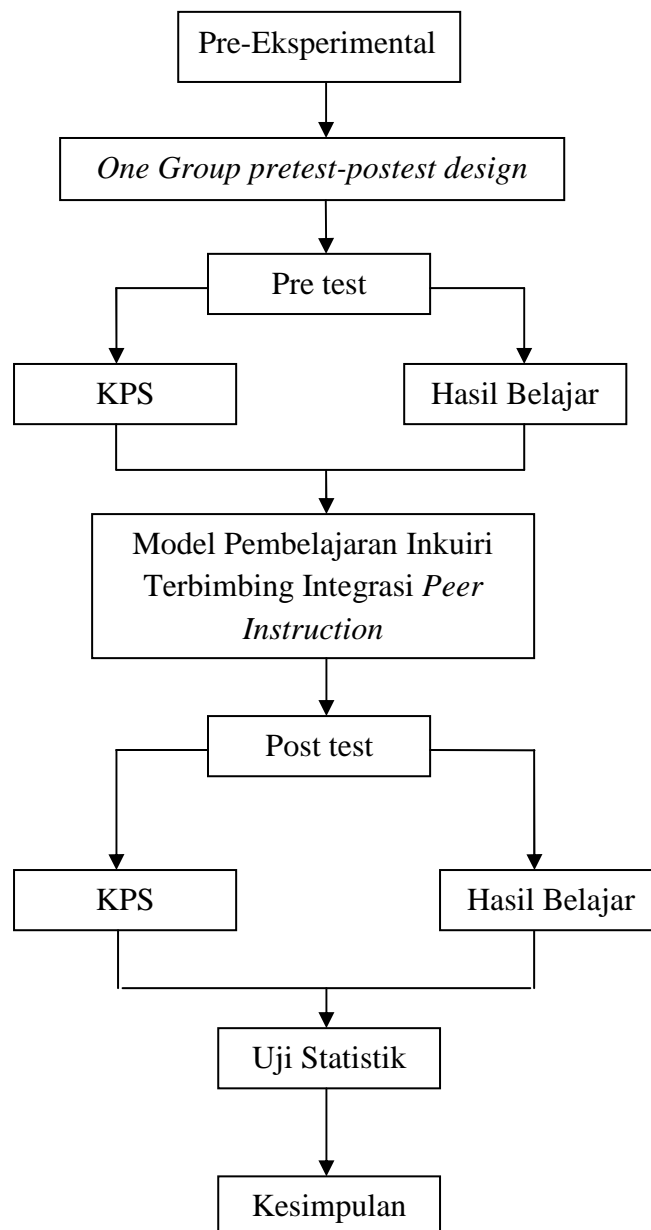 Pre-Eksperimental
One Group pretest-postest design
Pre test
KPS
Hasil Belajar
Model Pembelajaran Inkuiri
Terbimbing Integrasi Peer
Instruction
Post test
KPS
Hasil Belajar
Uji Statistik
Kesimpulan